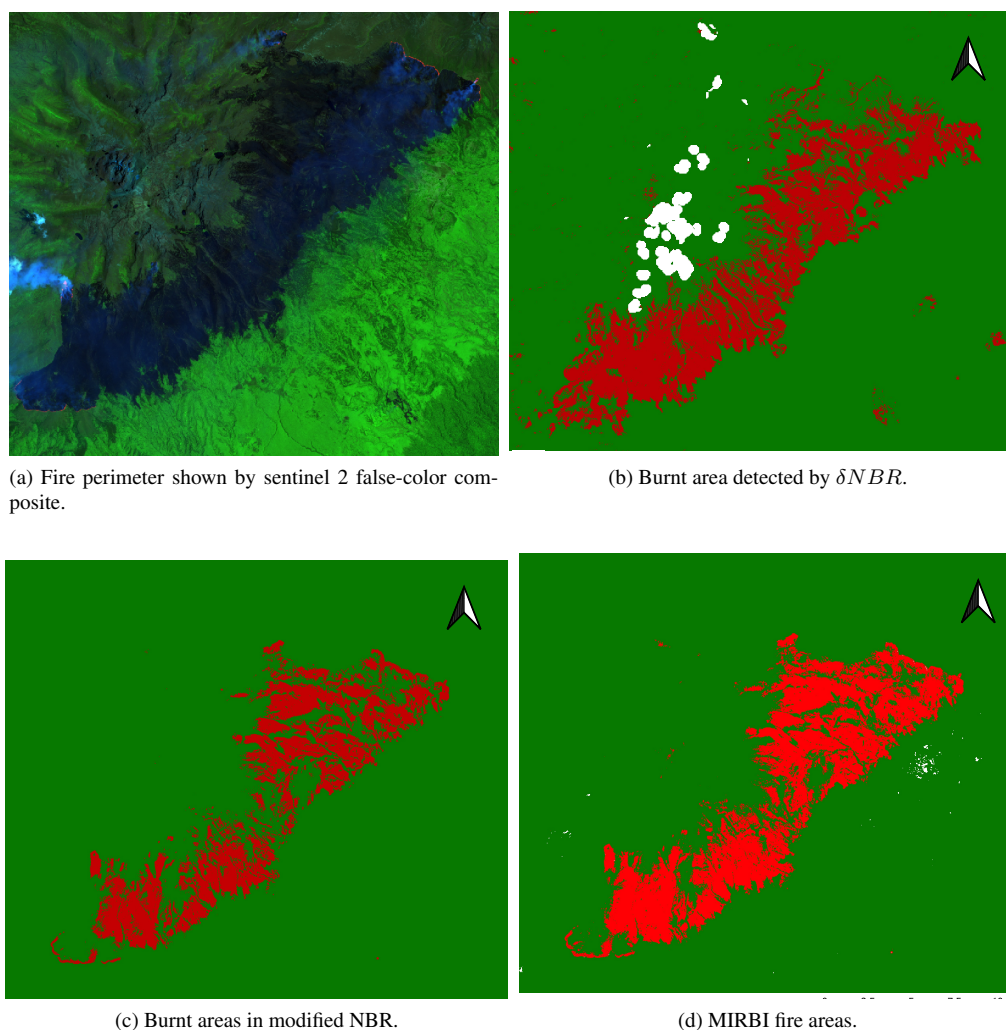 (a) Fire perimeter shown by sentinel 2 false-color com-
posite.
(b) Burnt area detected by δNBR.
(c) Burnt areas in modified NBR.
(d) MIRBI fire areas.